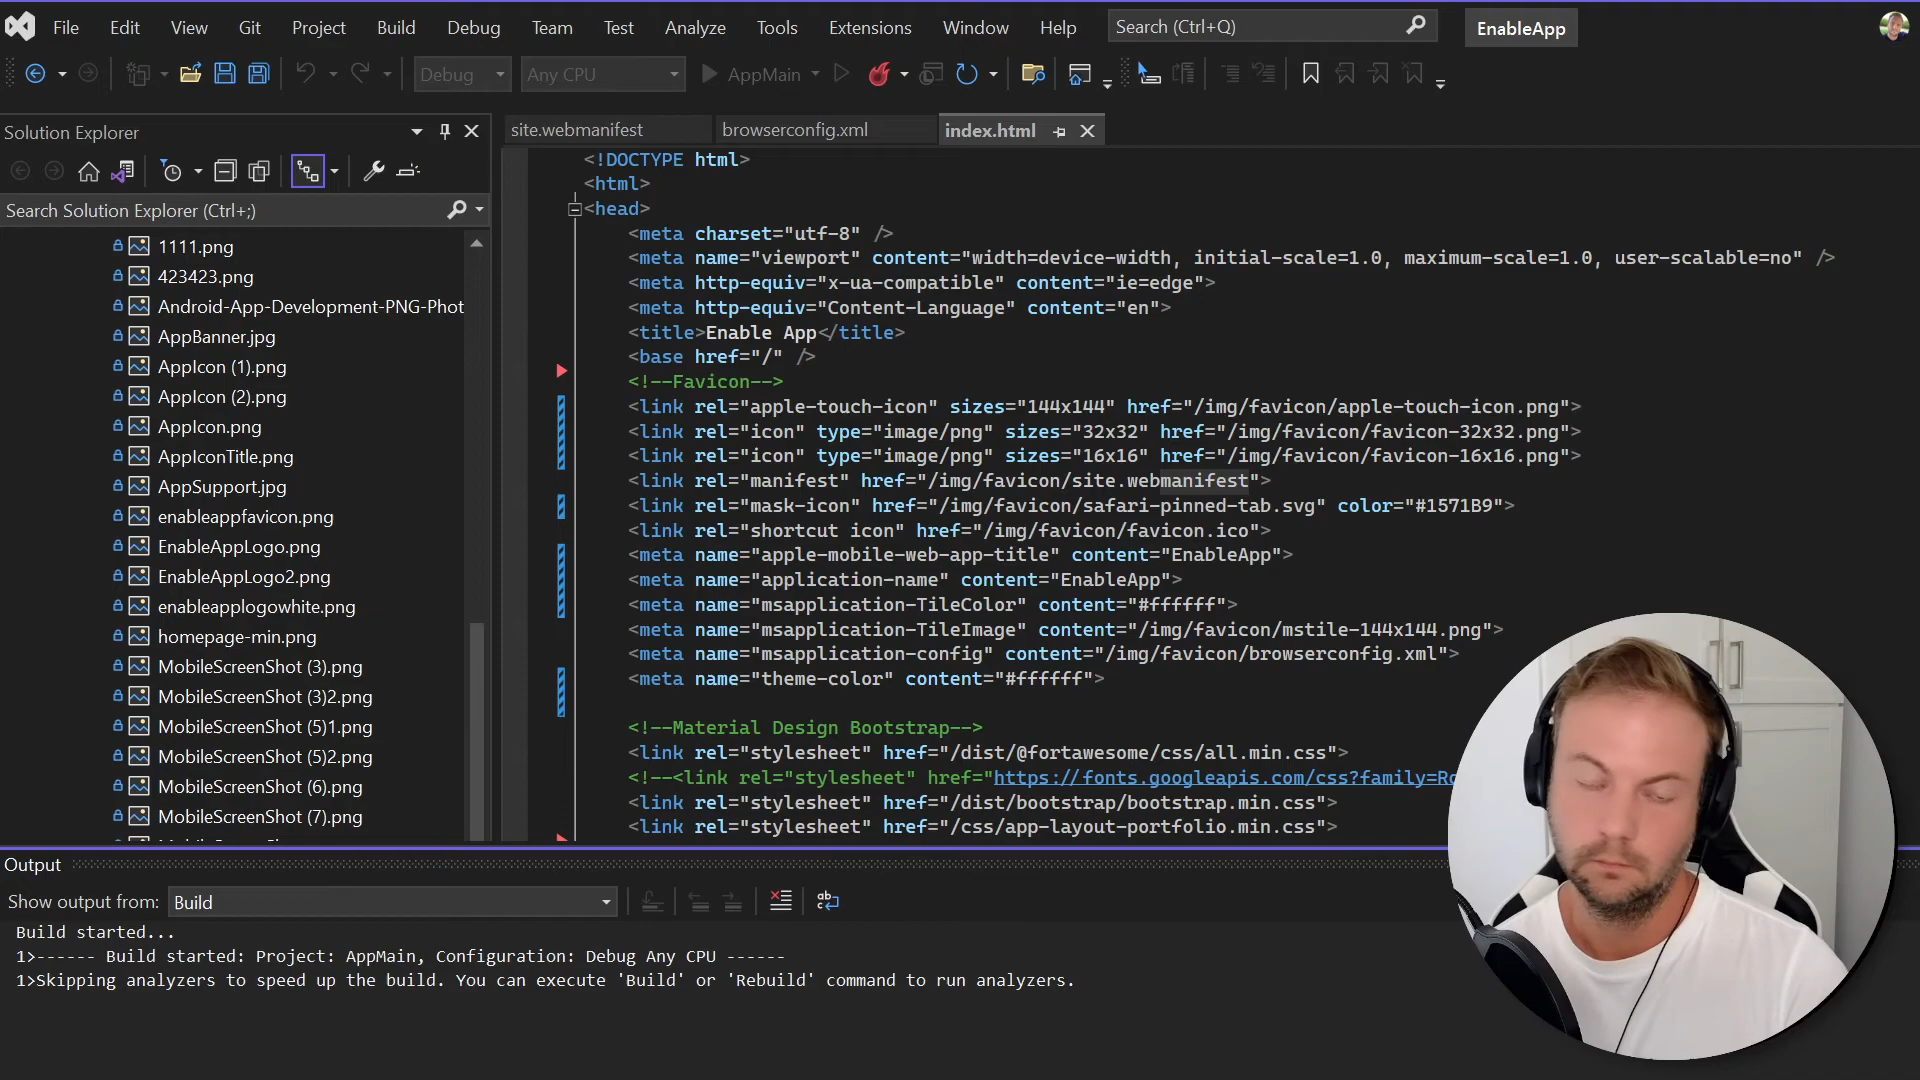 File Edit View Git Project Build Debug Team Test Analyze Tools Extensions Window Help Search (Ctrl+Q) EnableApp
Debug Any CPU AppMain
Solution Explorer
Search Solution Explorer (Ctrl+;)
1111.png
423423.png
Android-App-Development-PNG-Phot
AppBanner.jpg
AppIcon (1).png
AppIcon (2).png
AppIcon.png
AppIconTitle.png
AppSupport.jpg
enableappfavicon.png
EnableAppLogo.png
EnableAppLogo2.png
enableapplogowhite.png
homepage-min.png
MobileScreenShot (3).png
MobileScreenShot (3)2.png
MobileScreenShot (5)1.png
MobileScreenShot (5)2.png
MobileScreenShot (6).png
MobileScreenShot (7).png
site.webmanifest browserconfig.xml index.html
<!DOCTYPE html>
<html>
<head>
<meta charset="utf-8" />
<meta name="viewport" content="width=device-width, initial-scale=1.0, maximum-scale=1.0, user-scalable=no" />
<meta http-equiv="x-ua-compatible" content="ie=edge">
<meta http-equiv="Content-Language" content="en">
<title>Enable App</title>
<base href="/" />
<!--Favicon-->
<link rel="apple-touch-icon" sizes="144x144" href="/img/favicon/apple-touch-icon.png">
<link rel="icon" type="image/png" sizes="32x32" href="/img/favicon/favicon-32x32.png">
<link rel="icon" type="image/png" sizes="16x16" href="/img/favicon/favicon-16x16.png">
<link rel="manifest" href="/img/favicon/site.webmanifest">
<link rel="mask-icon" href="/img/favicon/safari-pinned-tab.svg" color="#1571B9">
<link rel="shortcut icon" href="/img/favicon/favicon.ico">
<meta name="apple-mobile-web-app-title" content="EnableApp">
<meta name="application-name" content="EnableApp">
<meta name="msapplication-TileColor" content="#ffffff">
<meta name="msapplication-TileImage" content="/img/favicon/mstile-144x144.png">
<meta name="msapplication-config" content="/img/favicon/browserconfig.xml">
<meta name="theme-color" content="#ffffff">
<!--Material Design Bootstrap-->
<link rel="stylesheet" href="/dist/@fortawesome/css/all.min.css">
<!--<link rel="stylesheet" href="https://fonts.googleapis.com/css?family=Ro
<link rel="stylesheet" href="/dist/bootstrap/bootstrap.min.css">
<link rel="stylesheet" href="/css/app-layout-portfolio.min.css">
Output
Show output from: Build
Build started...
1>------ Build started: Project: AppMain, Configuration: Debug Any CPU ------
1>Skipping analyzers to speed up the build. You can execute 'Build' or 'Rebuild' command to run analyzers.